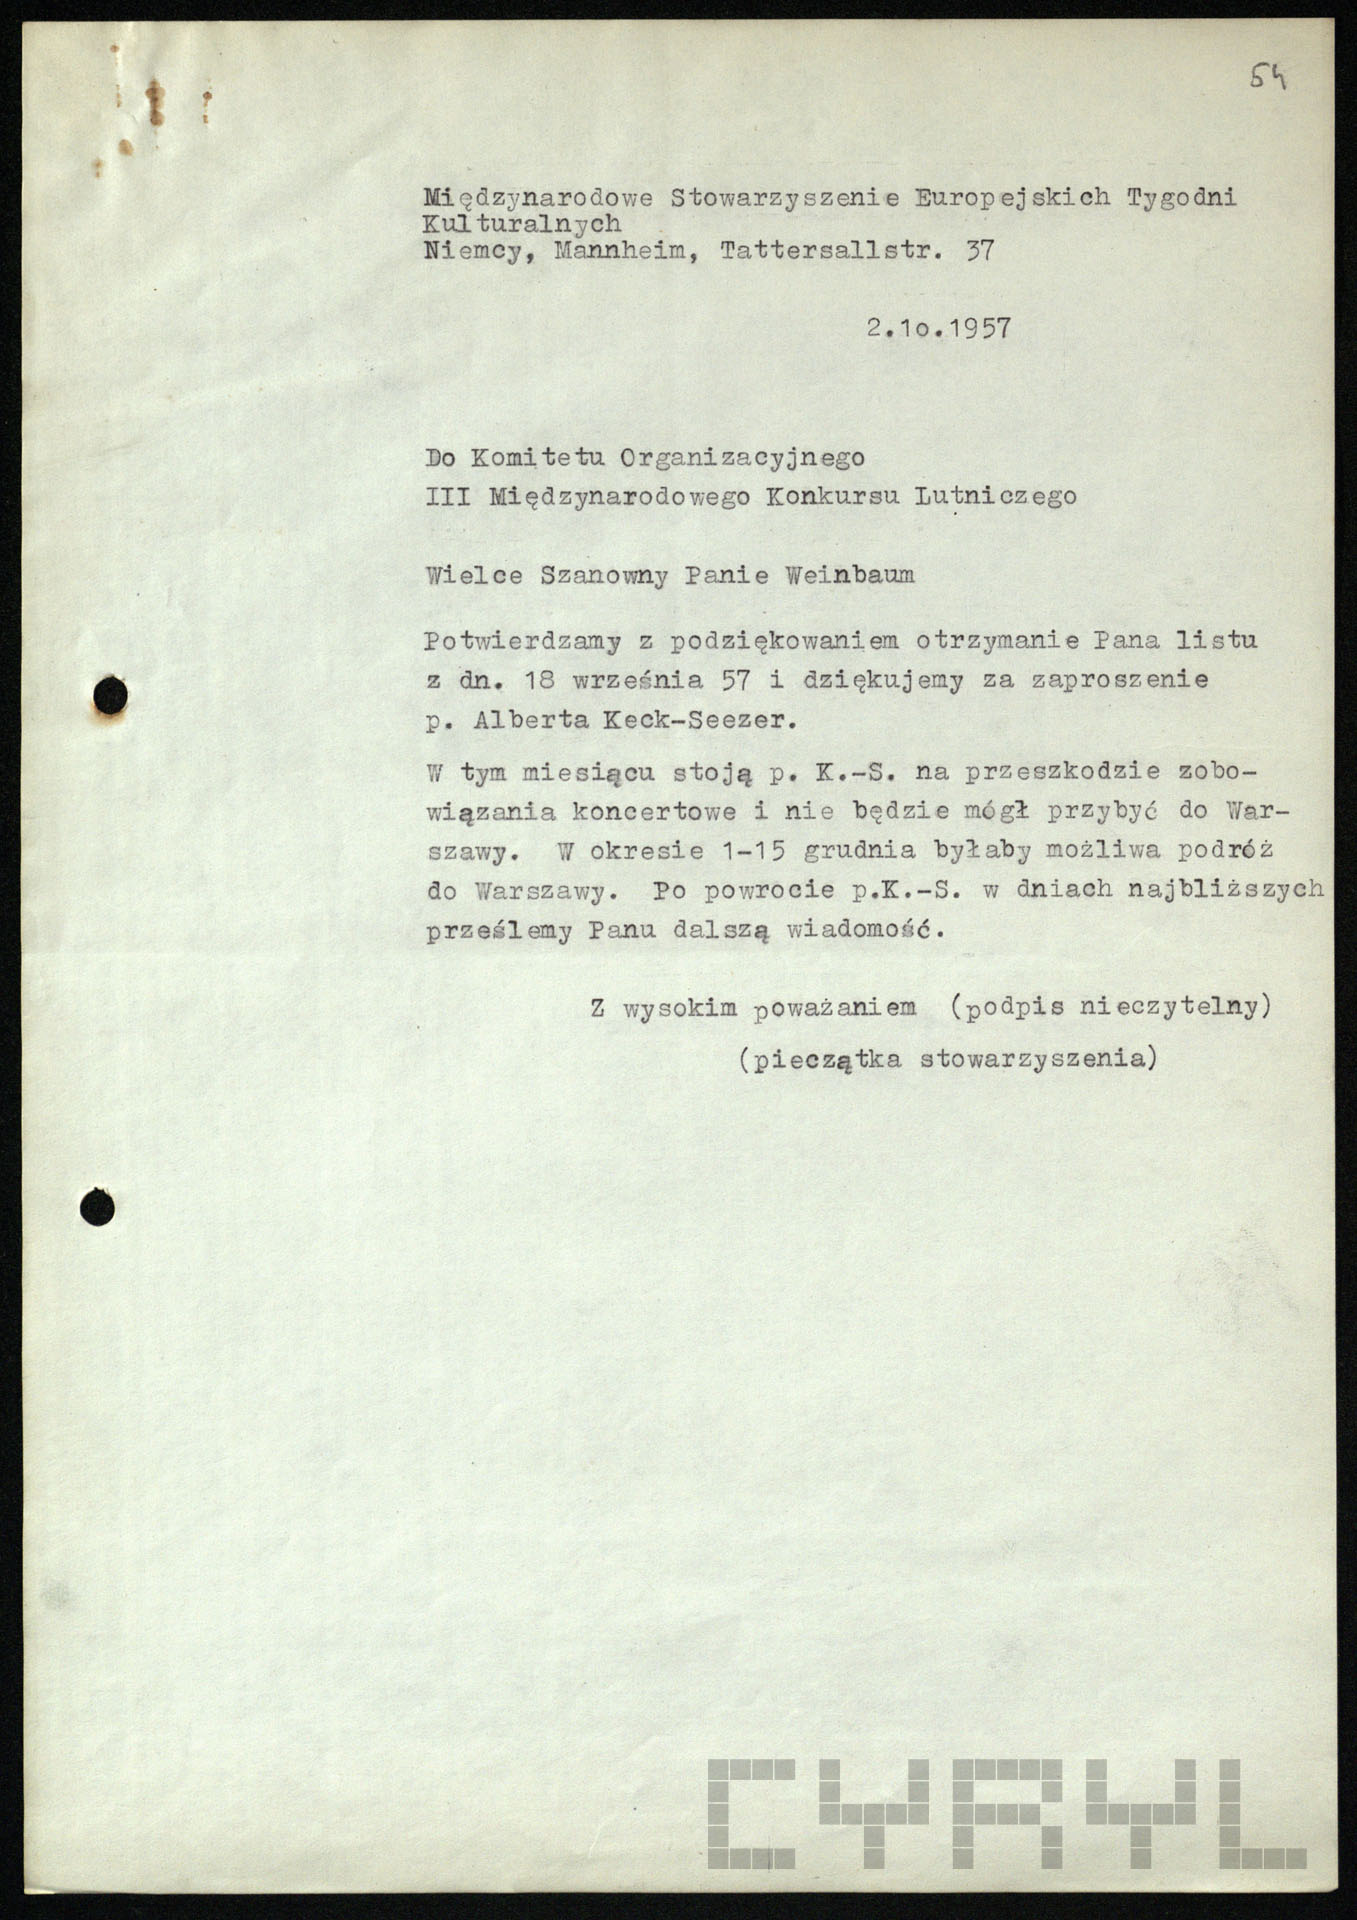 54
Międzynarodowe Stowarzyszenie Europejskich Tygodni
Kulturalnych
Niemcy, Mannheim, Tattersallstr. 37
2.1o.1957
Do Komitetu Organizacyjnego
III Międzynarodowego Konkursu Lutniczego
Wielce Szanowny Panie Weinbaum
Potwierdzamy z podziękowaniem otrzymanie Pana listu
z dn. 18 września 57 i dziękujemy za zaproszenie
p. Alberta Keck-Seezer.
W tym miesiącu stoją p. K.-S. na przeszkodzie zobo-
wiązania koncertowe i nie będzie mógł przybyć do War-
szawy. W okresie 1-15 grudnia byłaby możliwa podróż
do Warszawy. Po powrocie p.K.-S. w dniach najbliższych
prześlemy Panu dalszą wiadomość.
Z wysokim poważaniem (podpis nieczytelny)
(pieczątka stowarzyszenia)
CYRYL